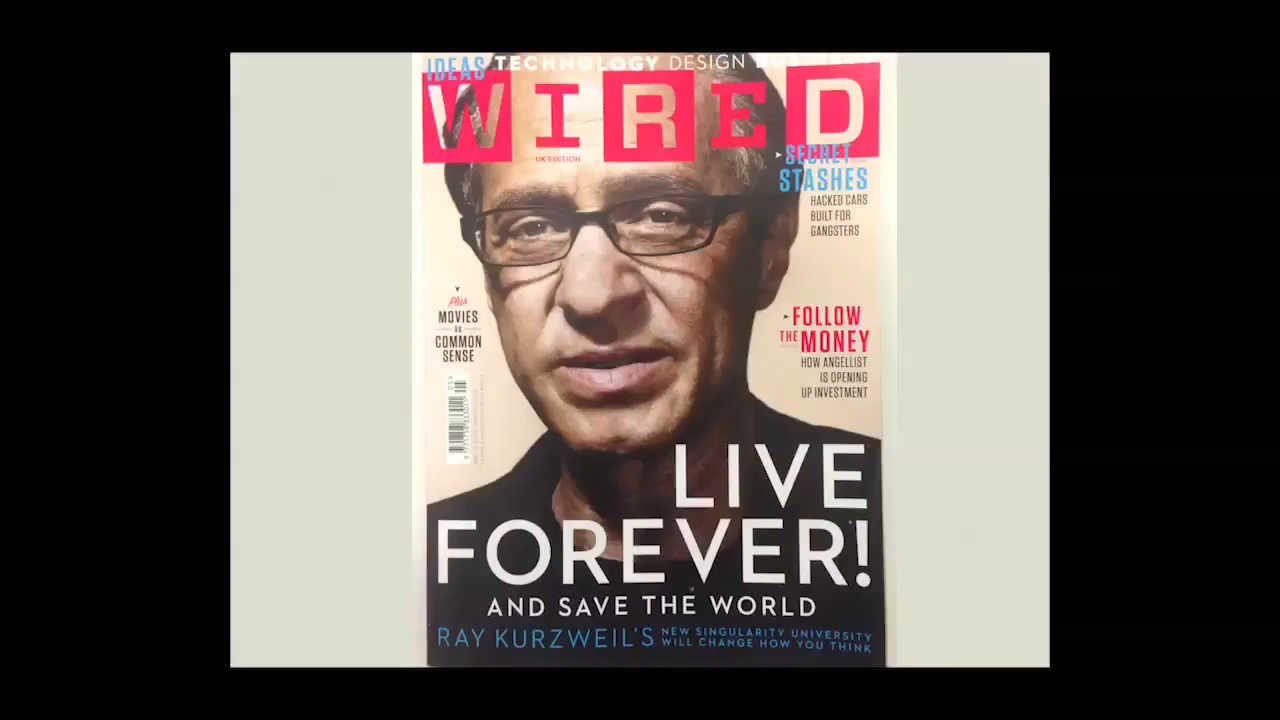 IDEAS TECHNOLOGY DESIGN
WIRED
UK EDITION
SECRET
STASHES
HACKED CARS
BUILT FOR
GANGSTERS
Plus
MOVIES
VS
COMMON
SENSE
FOLLOW
THE MONEY
HOW ANGELLIST
IS OPENING
UP INVESTMENT
LIVE
FOREVER!
AND SAVE THE WORLD
RAY KURZWEIL'S NEW SINGULARITY UNIVERSITY
WILL CHANGE HOW YOU THINK